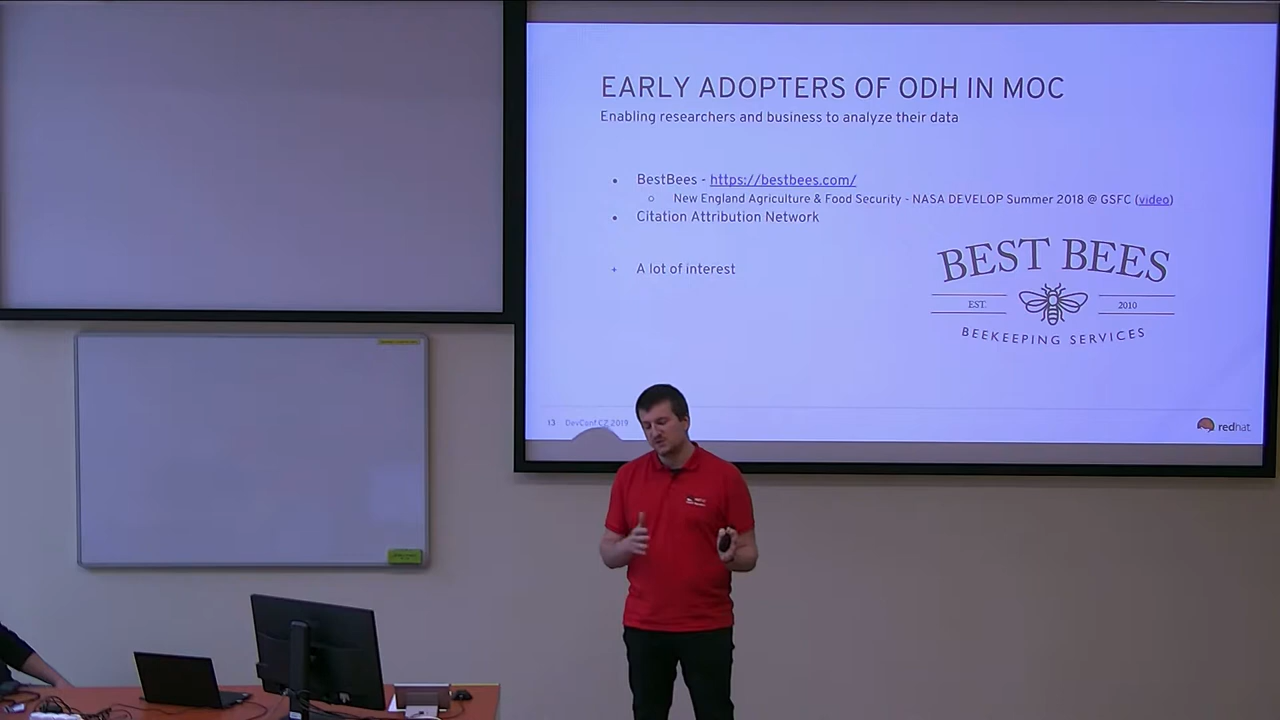 EARLY ADOPTERS OF ODH IN MOC
Enabling researchers and business to analyze their data
BestBees - https://bestbees.com/
New England Agriculture & Food Security - NASA DEVELOP Summer 2018 @ GSFC (video)
Citation Attribution Network
+ A lot of interest
BEST BEES
EST. 2010
BEEKEEPING SERVICES
13 DevConf CZ 2019
redhat